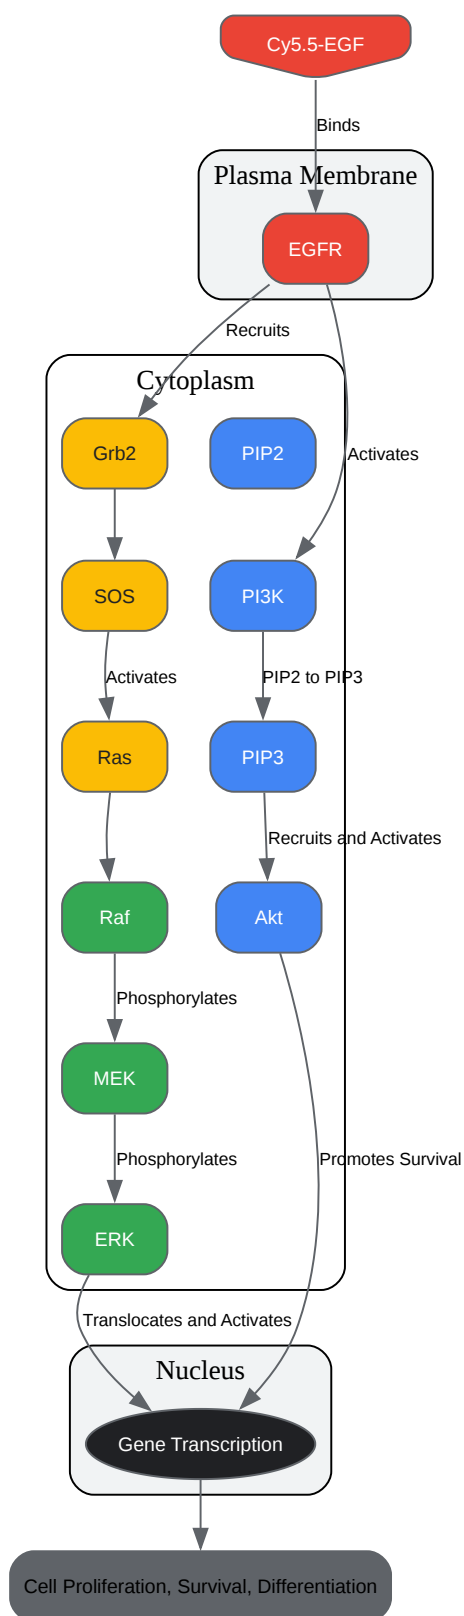 Cy5.5-EGF
Binds
Plasma Membrane
EGFR
Recruits
Cytoplasm
Grb2
PIP2
Activates
SOS
PI3K
Activates
PIP2 to PIP3
Ras
PIP3
Recruits and Activates
Raf
Akt
Phosphorylates
MEK
Phosphorylates
Promotes Survival
ERK
Translocates and Activates
Nucleus
Gene Transcription
Cell Proliferation, Survival, Differentiation